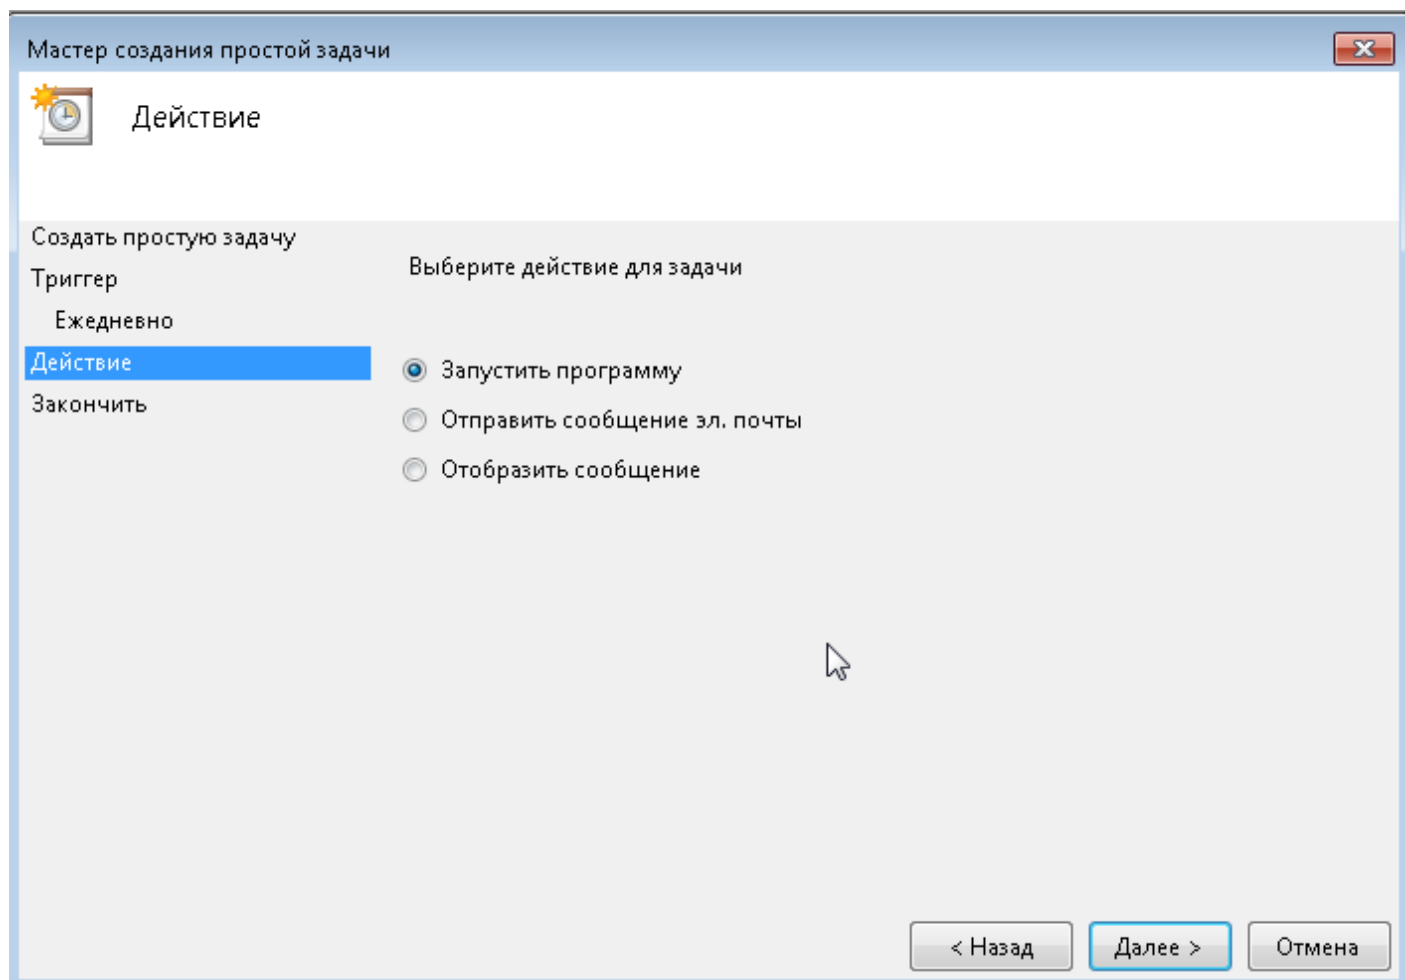 Мастер создания простой задачи
Действие
Создать простую задачу
Триггер
Ежедневно
Действие
Закончить
Выберите действие для задачи
Запустить программу
Отправить сообщение эл. почты
Отобразить сообщение
< Назад
Далее >
Отмена